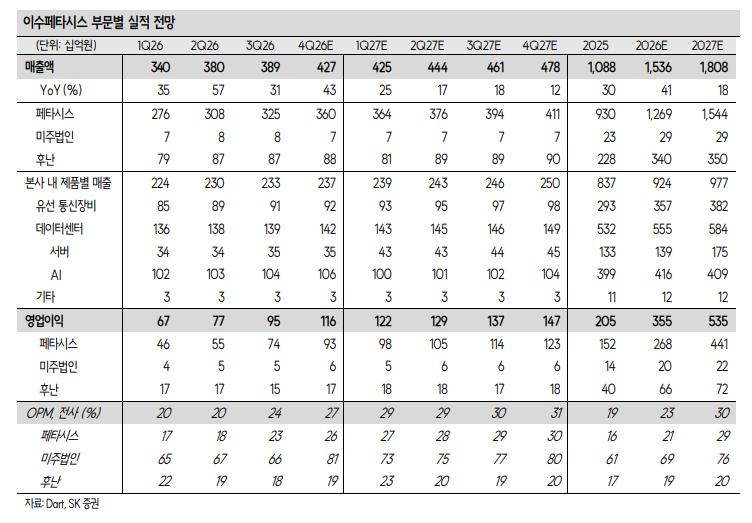 이수페타시스 부문별 실적 전망
(단위: 십억원) 1Q26 2Q26 3Q26 4Q26E 1Q27E 2Q27E 3Q27E 4Q27E 2025 2026E 2027E
매출액 340 380 389 427 425 444 461 478 1,088 1,536 1,808
YoY (%) 35 57 31 43 25 17 18 12 30 41 18
페타시스 276 308 325 360 364 376 394 411 930 1,269 1,544
미주법인 7 8 8 7 7 7 7 7 23 29 29
후난 79 87 87 88 81 89 89 90 228 340 350
본사 내 제품별 매출 224 230 233 237 239 243 246 250 837 924 977
유선 통신장비 85 89 91 92 93 95 97 98 293 357 382
데이터센터 136 138 139 142 143 145 146 149 532 555 584
서버 34 34 35 35 43 43 44 45 133 139 175
AI 102 103 104 106 100 101 102 104 399 416 409
기타 3 3 3 3 3 3 3 3 11 12 12
영업이익 67 77 95 116 122 129 137 147 205 355 535
페타시스 46 55 74 93 98 105 114 123 152 268 441
미주법인 4 5 5 6 5 6 6 6 14 20 22
후난 17 17 15 17 18 18 17 18 40 66 72
OPM, 전사 (%) 20 20 24 27 29 29 30 31 19 23 30
페타시스 17 18 23 26 27 28 29 30 16 21 29
미주법인 65 67 66 81 73 75 77 80 61 69 76
후난 22 19 18 19 23 20 19 20 17 19 20
자료: Dart, SK 증권